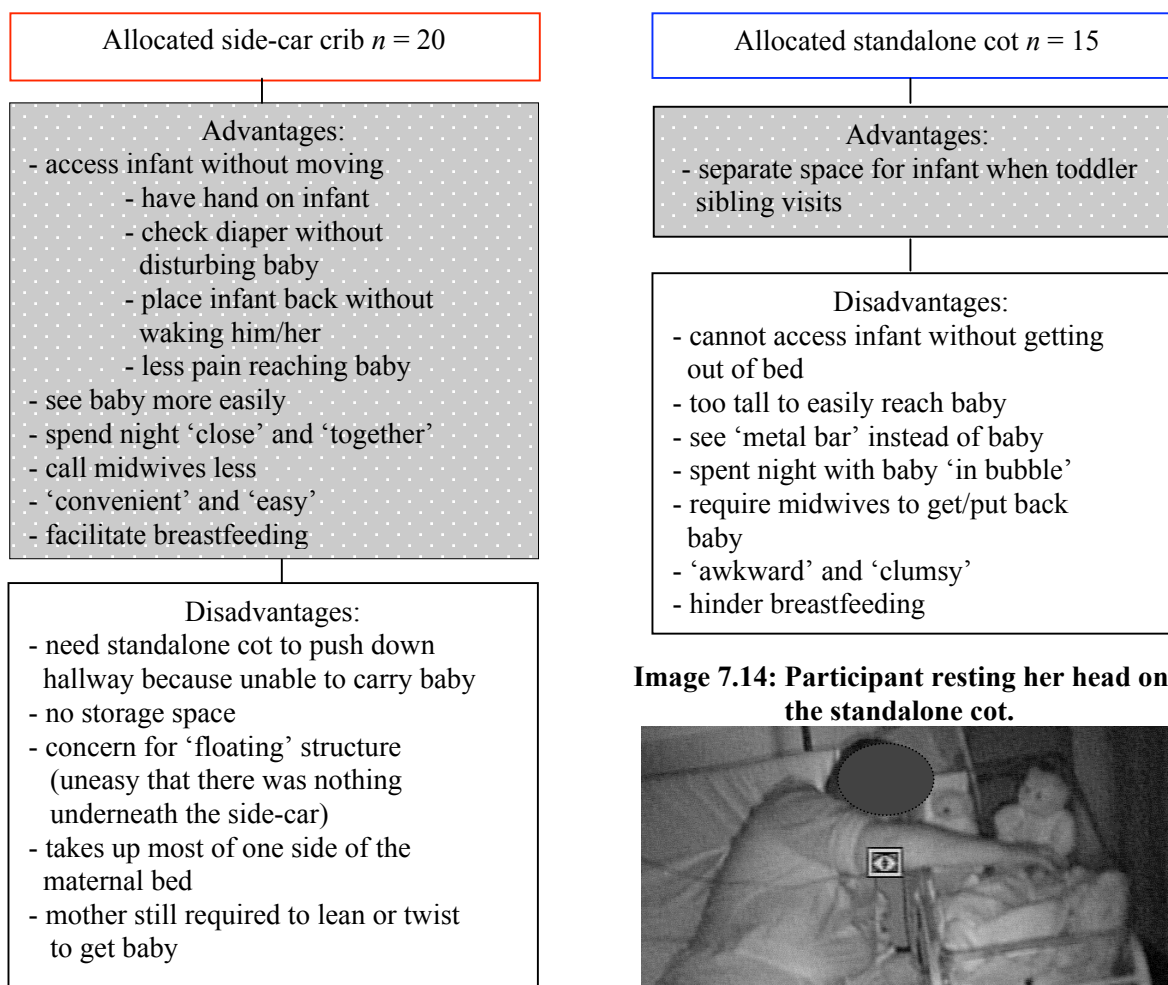 Allocated side-car crib n = 20
Advantages:
- access infant without moving
- have hand on infant
- check diaper without
disturbing baby
- place infant back without
waking him/her
- less pain reaching baby
- see baby more easily
- spend night ‘close’ and ‘together’
- call midwives less
- ‘convenient’ and ‘easy’
- facilitate breastfeeding
Disadvantages:
- need standalone cot to push down
hallway because unable to carry baby
- no storage space
- concern for ‘floating’ structure
(uneasy that there was nothing
underneath the side-car)
- takes up most of one side of the
maternal bed
- mother still required to lean or twist
to get baby
Allocated standalone cot n = 15
Advantages:
- separate space for infant when toddler
sibling visits
Disadvantages:
- cannot access infant without getting
out of bed
- too tall to easily reach baby
- see ‘metal bar’ instead of baby
- spent night with baby ‘in bubble’
- require midwives to get/put back
baby
- ‘awkward’ and ‘clumsy’
- hinder breastfeeding
Image 7.14: Participant resting her head on
the standalone cot.